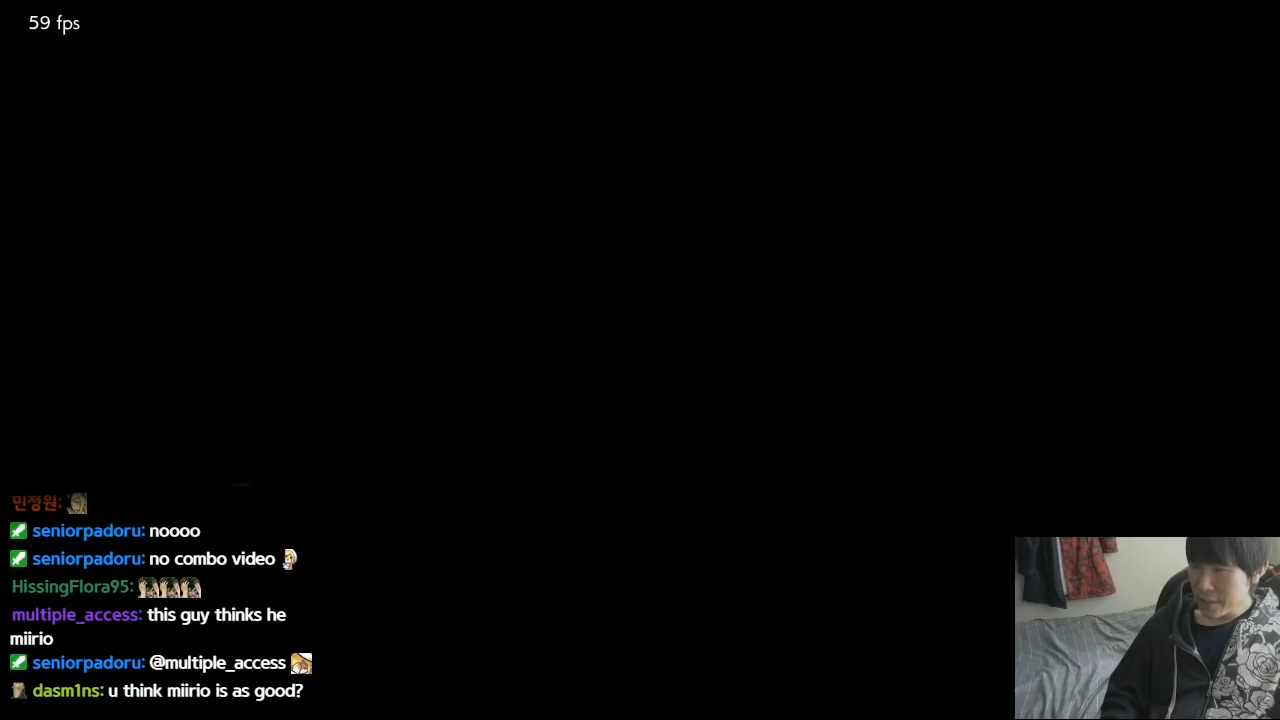 59 fps
민정원:
seniorpadoru: noooo
seniorpadoru: no combo video
HissingFlora95:
multiple_access: this guy thinks he
miirio
seniorpadoru: @multiple_access
dasm1ns: u think miirio is as good?